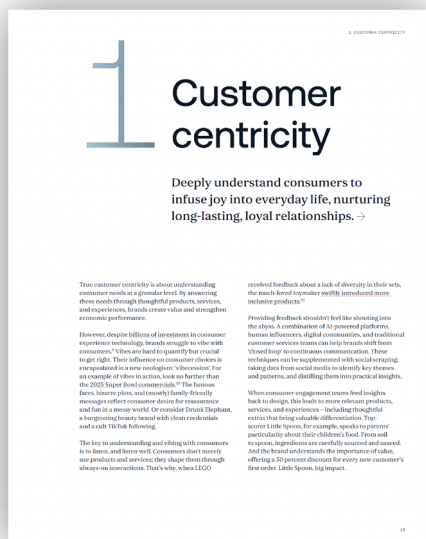 1. CUSTOMER CENTRICITY
1
Customer
centricity
Deeply understand consumers to
infuse joy into everyday life, nurturing
long-lasting, loyal relationships. →
True customer centricity is about understanding
consumer needs at a granular level. By answering
these needs through thoughtful products, services,
and experiences, brands create value and strengthen
economic performance.
However, despite billions of investment in consumer
experience technology, brands struggle to vibe with
consumers.⁹ Vibes are hard to quantify but crucial
to get right. Their influence on consumer choices is
encapsulated in a new neologism: 'vibecession'. For
an example of vibes in action, look no further than
the 2025 Super Bowl commercials.¹⁰ The famous
faces, bizarre plots, and (mostly) family-friendly
messages reflect consumer desire for reassurance
and fun in a messy world. Or consider Drunk Elephant,
a burgeoning beauty brand with clean credentials
and a cult TikTok following.
The key to understanding and vibing with consumers
is to listen, and listen well. Consumers don't merely
use products and services; they shape them through
always-on interactions. That's why, when LEGO
received feedback about a lack of diversity in their sets,
the much-loved toymaker swiftly introduced more
inclusive products.¹¹
Providing feedback shouldn't feel like shouting into
the abyss. A combination of AI-powered platforms,
human influencers, digital communities, and traditional
customer services teams can help brands shift from
'closed loop' to continuous communication. These
techniques can be supplemented with social scraping;
taking data from social media to identify key themes
and patterns, and distilling them into practical insights.
When consumer engagement teams feed insights
back to design, this leads to more relevant products,
services, and experiences – including thoughtful
extras that bring valuable differentiation. Top-
scorer Little Spoon, for example, speaks to parents'
particularity about their children's food. From soil
to spoon, ingredients are carefully sourced and sauced.
And the brand understands the importance of value,
offering a 50 percent discount for every new customer's
first order. Little Spoon, big impact.